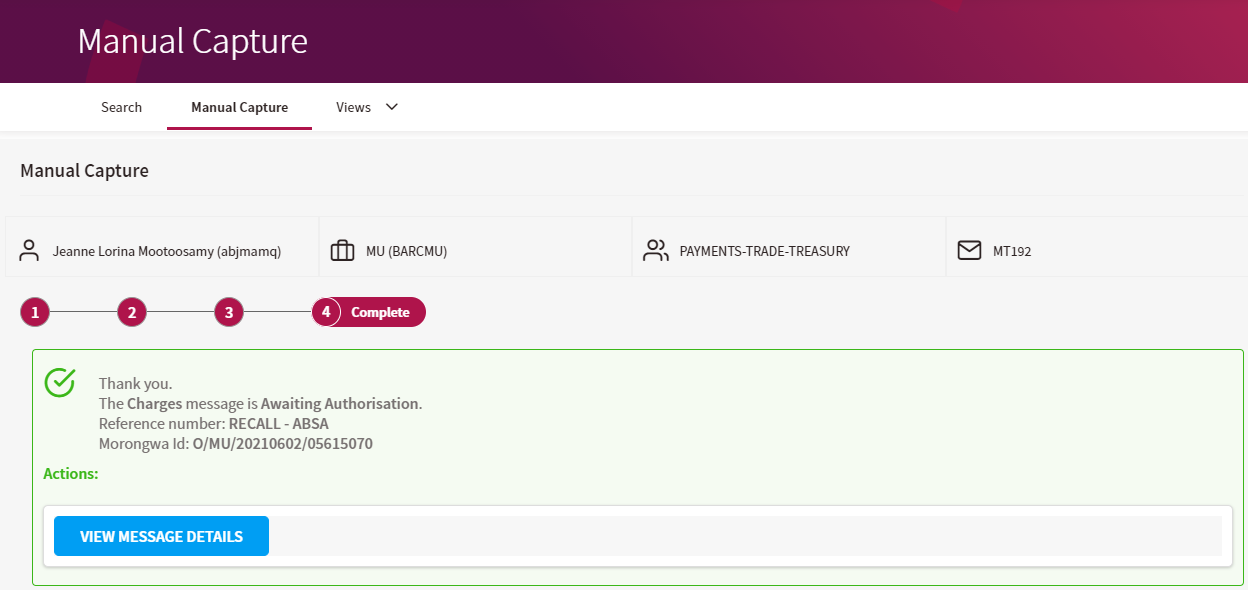 Manual Capture
Search Manual Capture Views
Manual Capture
Jeanne Lorina Mootoosamy (abjmamq) MU (BARCMU) PAYMENTS-TRADE-TREASURY MT192
1 2 3 4 Complete
Thank you.
The Charges message is Awaiting Authorisation.
Reference number: RECALL - ABSA
Morongwa Id: O/MU/20210602/05615070
Actions:
VIEW MESSAGE DETAILS